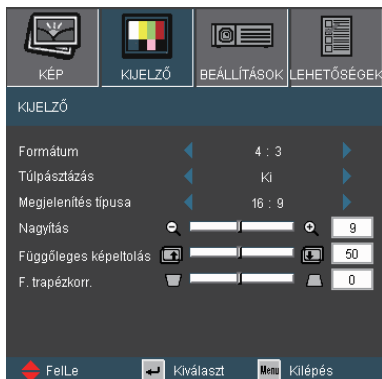 KÉP KIJELZŐ BEÁLLÍTÁSOK LEHETŐSÉGEK
KIJELZŐ
Formátum 4 : 3
Túlpásztázás Ki
Megjelenítés típusa 16 : 9
Nagyítás 9
Függőleges képeltolás 50
F. trapézkorr. 0
FelLe Kiválaszt Menu Kilépés